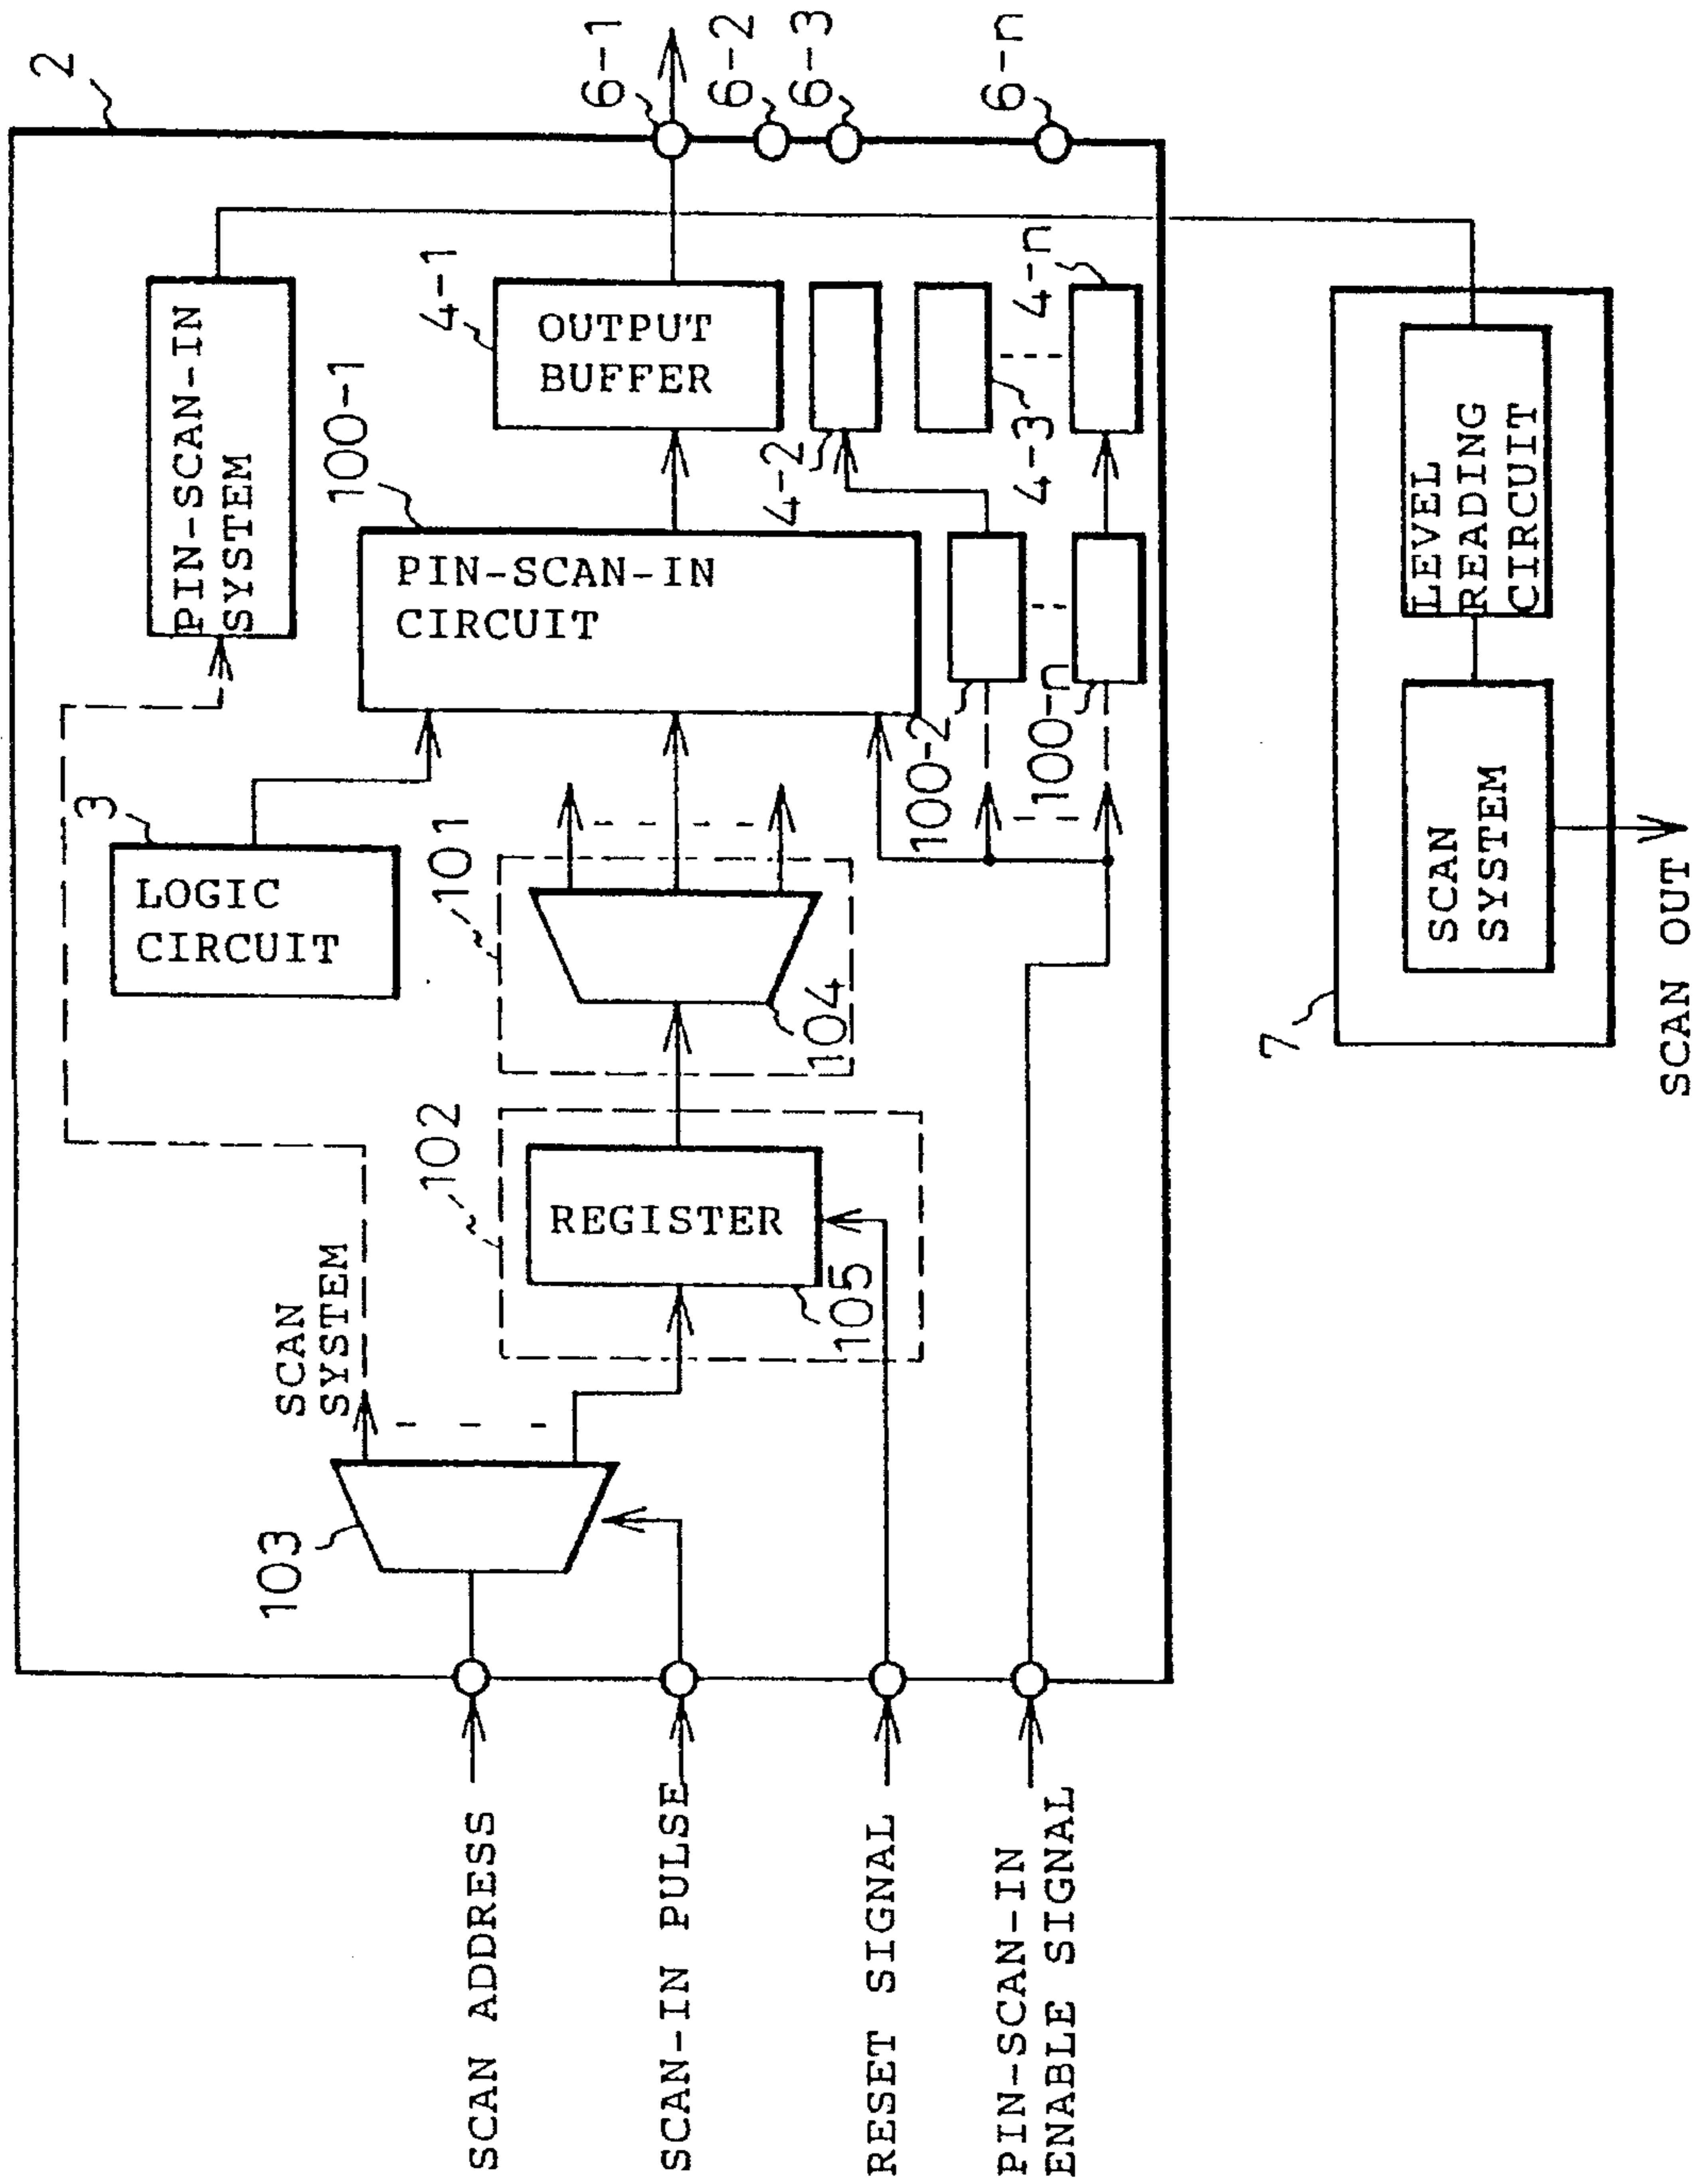 2
PIN-SCAN-IN
SYSTEM
6-1
6-2
6-3
6-n
3
LOGIC
CIRCUIT
100-1
PIN-SCAN-IN
CIRCUIT
4-1
OUTPUT
BUFFER
4-2
4-3
4-n
100-2
100-n
101
104
102
REGISTER
105
SCAN
SYSTEM
103
SCAN ADDRESS
SCAN-IN PULSE
RESET SIGNAL
PIN-SCAN-IN
ENABLE SIGNAL
7
SCAN
SYSTEM
LEVEL
READING
CIRCUIT
SCAN OUT